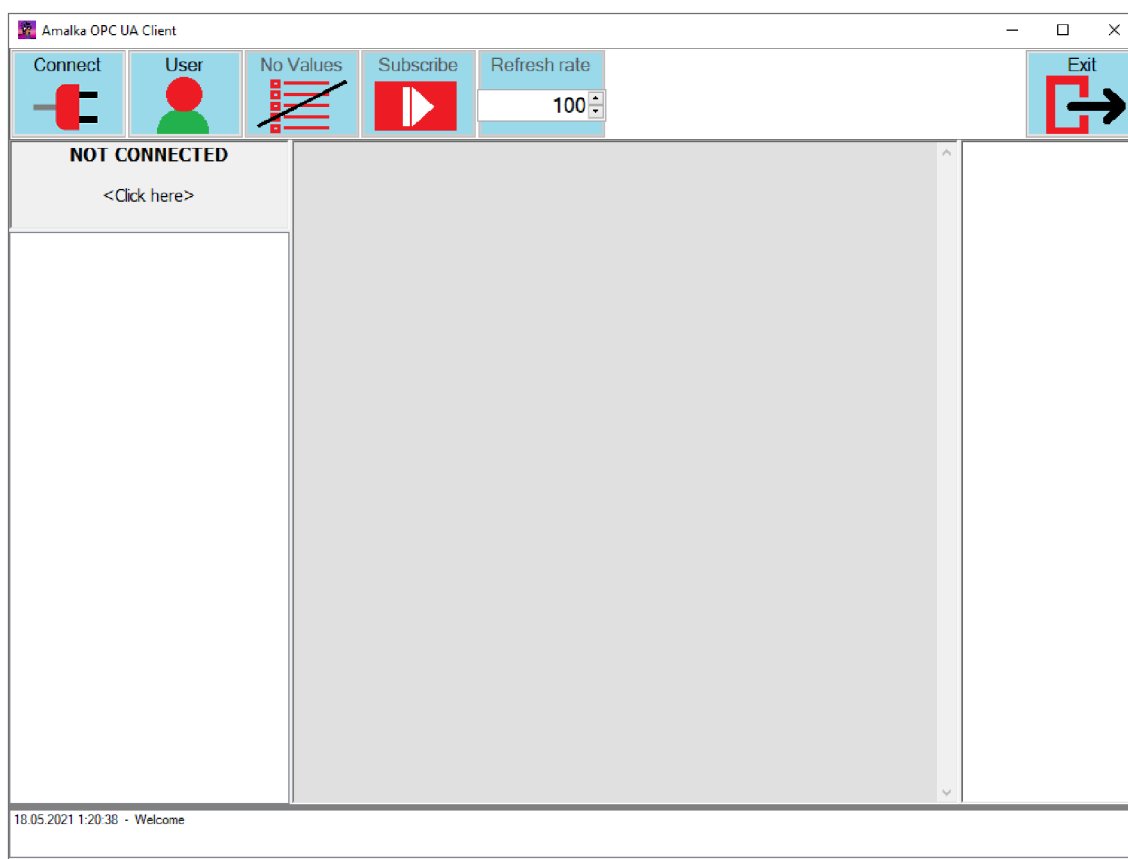 Amalka OPC UA Client
Connect User No Values Subscribe Refresh rate Exit
100
NOT CONNECTED
<Click here>
18.05.2021 1:20:38 - Welcome